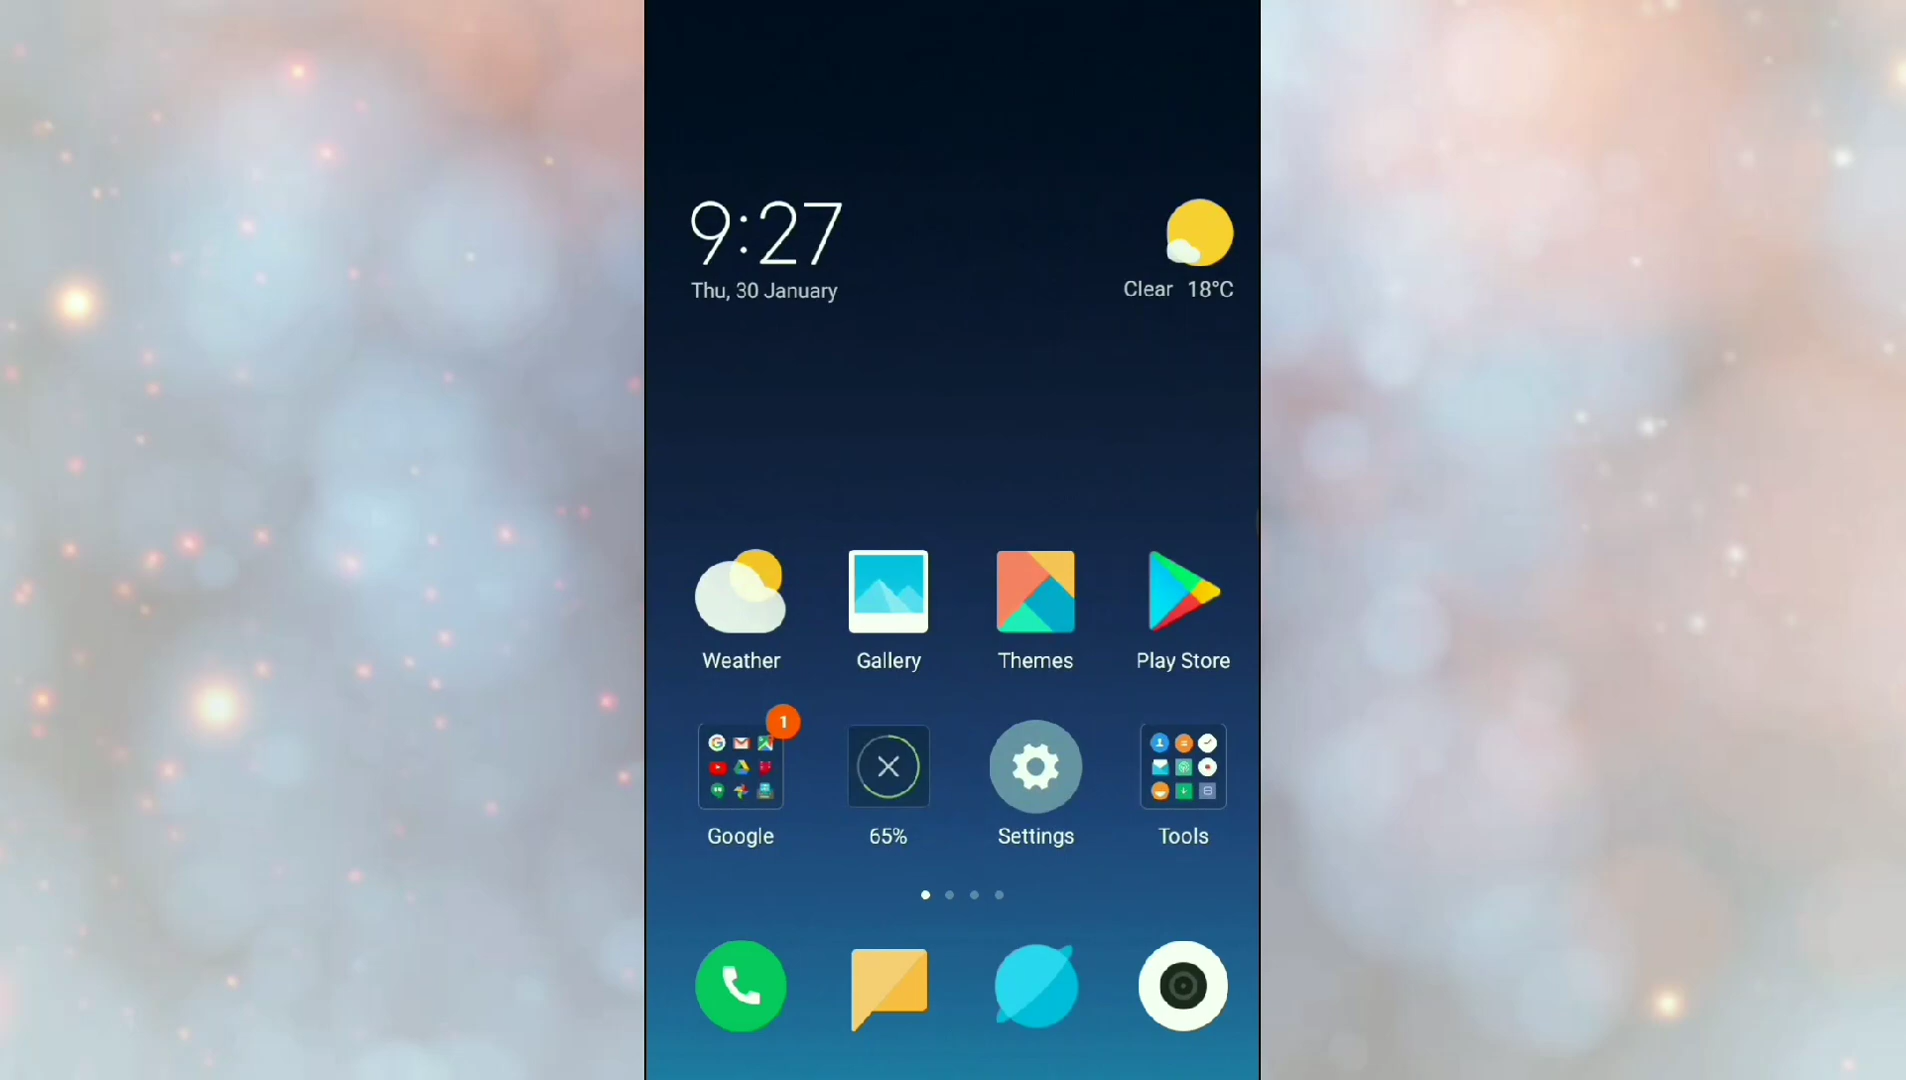 9:27
Thu, 30 January
Clear 18°C
Weather
Gallery
Themes
Play Store
1
Google
65%
Settings
Tools